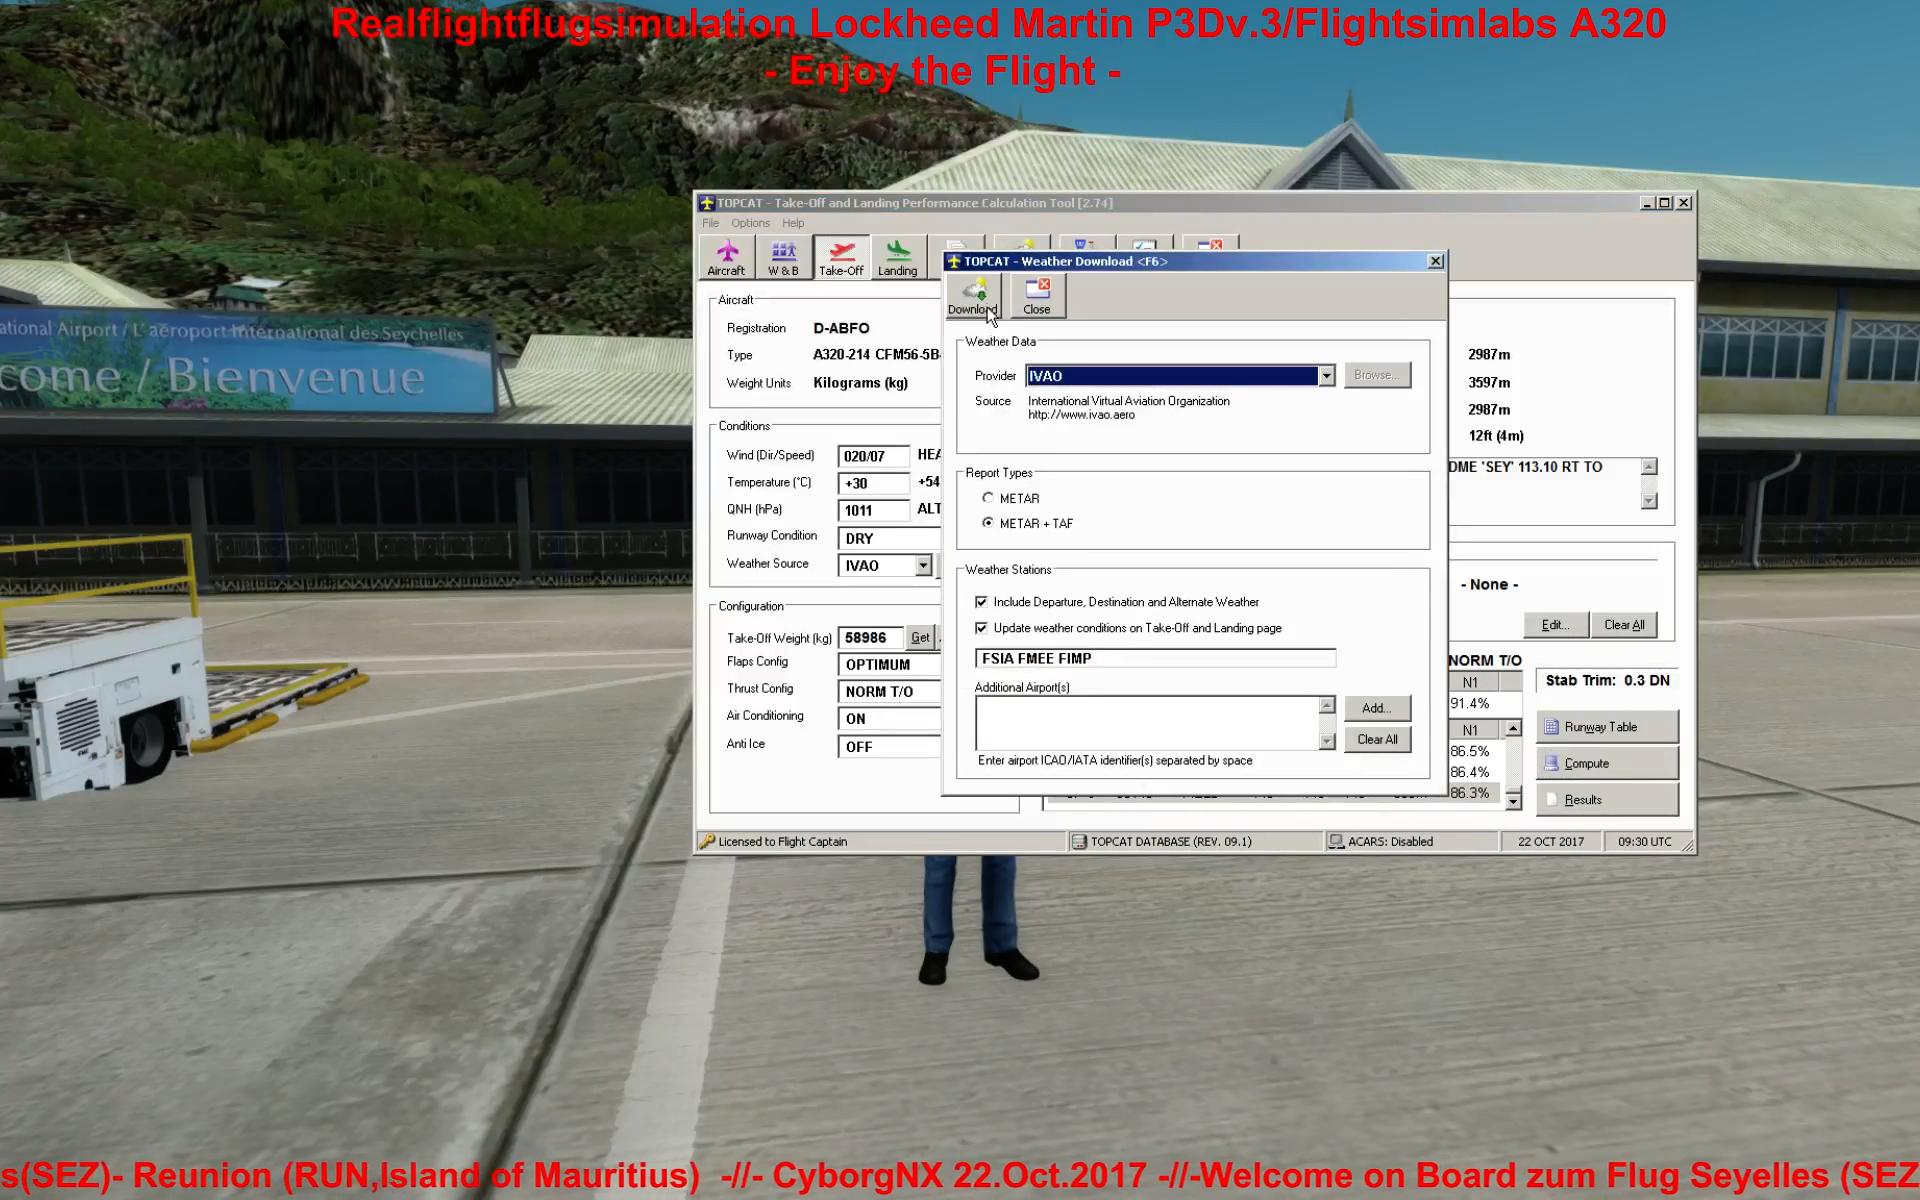 Realflightflugsimulation Lockheed Martin P3Dv.3/Flightsimlabs A320
- Enjoy the Flight -
TOPCAT - Take-Off and Landing Performance Calculation Tool [2.74]
File Options Help
Aircraft W & B Take-Off Landing
TOPCAT - Weather Download <F6>
Download Close
ational Airport / L' aéroport International des Seychelles
come / Bienvenue
Aircraft
Registration D-ABFO
Type A320-214 CFM56-5B
Weight Units Kilograms (kg)
Conditions
Wind (Dir/Speed) 020/07 HEA
Temperature (°C) +30 +54
QNH (hPa) 1011 ALT
Runway Condition DRY
Weather Source IVAO
Configuration
Take-Off Weight (kg) 58986 Get
Flaps Config OPTIMUM
Thrust Config NORM T/O
Air Conditioning ON
Anti Ice OFF
Weather Data
Provider IVAO Browse...
Source International Virtual Aviation Organization
http://www.ivao.aero
Report Types
METAR
METAR + TAF
Weather Stations
Include Departure, Destination and Alternate Weather
Update weather conditions on Take-Off and Landing page
FSIA FMEE FIMP
Additional Airport(s)
Add...
Clear All
Enter airport ICAO/IATA identifier(s) separated by space
2987m
3597m
2987m
12ft (4m)
DME 'SEY' 113.10 RT TO
- None -
Edit... Clear All
NORM T/O
N1
91.4%
N1
86.5%
86.4%
86.3%
Stab Trim: 0.3 DN
Runway Table
Compute
Results
Licensed to Flight Captain TOPCAT DATABASE (REV. 09.1) ACARS: Disabled 22 OCT 2017 09:30 UTC
s(SEZ)- Reunion (RUN,Island of Mauritius) -//- CyborgNX 22.Oct.2017 -//-Welcome on Board zum Flug Seyelles (SEZ